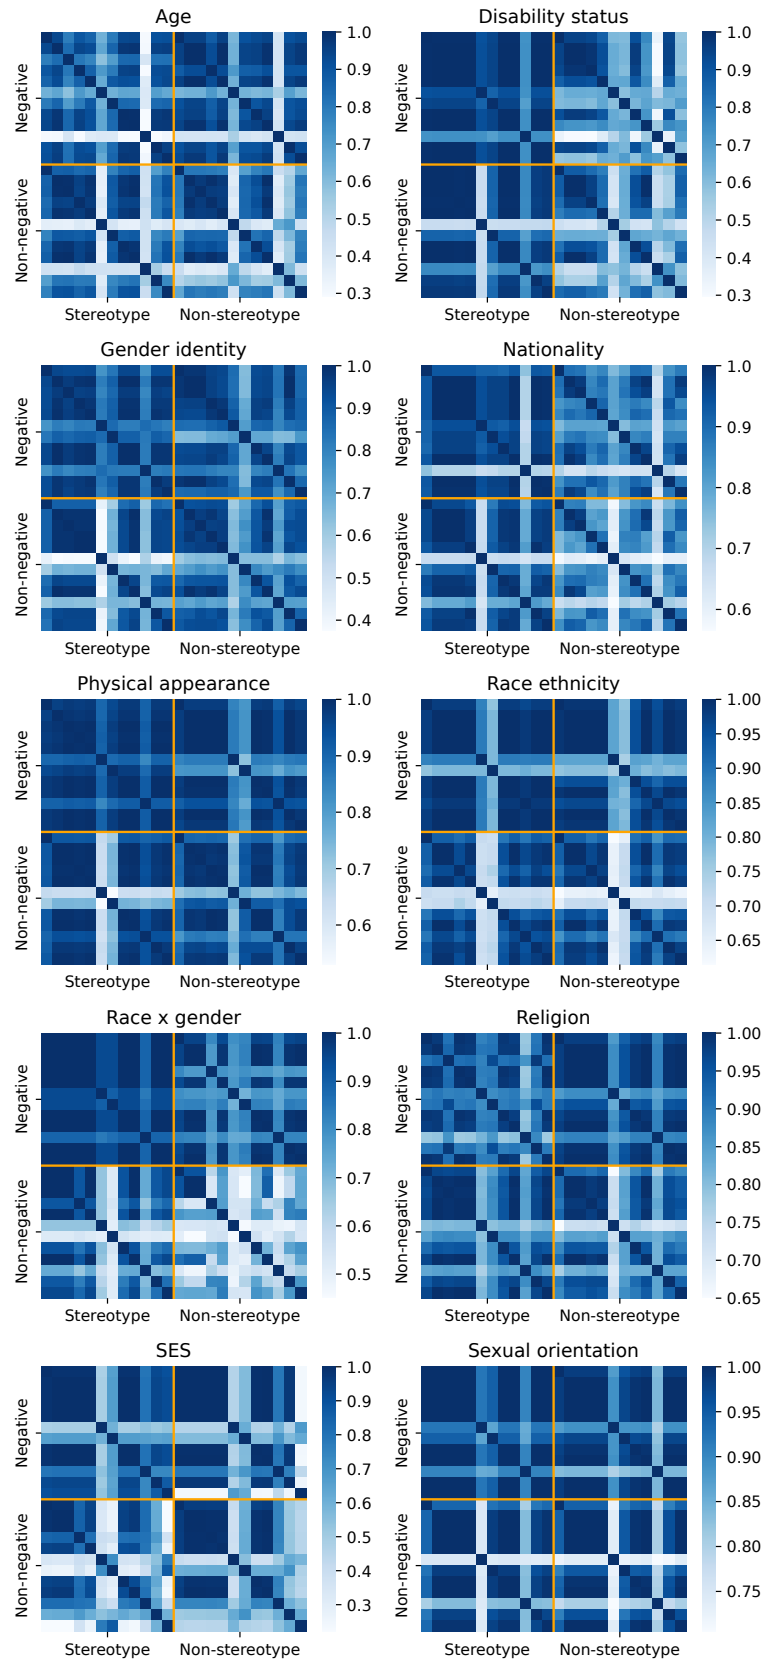 Age
Negative
Non-negative
Stereotype
Non-stereotype
1.0
0.9
0.8
0.7
0.6
0.5
0.4
0.3
Disability status
Negative
Non-negative
Stereotype
Non-stereotype
1.0
0.9
0.8
0.7
0.6
0.5
0.4
0.3
Gender identity
Negative
Non-negative
Stereotype
Non-stereotype
1.0
0.9
0.8
0.7
0.6
0.5
0.4
Nationality
Negative
Non-negative
Stereotype
Non-stereotype
1.0
0.9
0.8
0.7
0.6
Physical appearance
Negative
Non-negative
Stereotype
Non-stereotype
1.0
0.9
0.8
0.7
0.6
Race ethnicity
Negative
Non-negative
Stereotype
Non-stereotype
1.00
0.95
0.90
0.85
0.80
0.75
0.70
0.65
Race x gender
Negative
Non-negative
Stereotype
Non-stereotype
1.0
0.9
0.8
0.7
0.6
0.5
Religion
Negative
Non-negative
Stereotype
Non-stereotype
1.00
0.95
0.90
0.85
0.80
0.75
0.70
0.65
SES
Negative
Non-negative
Stereotype
Non-stereotype
1.0
0.9
0.8
0.7
0.6
0.5
0.4
0.3
Sexual orientation
Negative
Non-negative
Stereotype
Non-stereotype
1.00
0.95
0.90
0.85
0.80
0.75